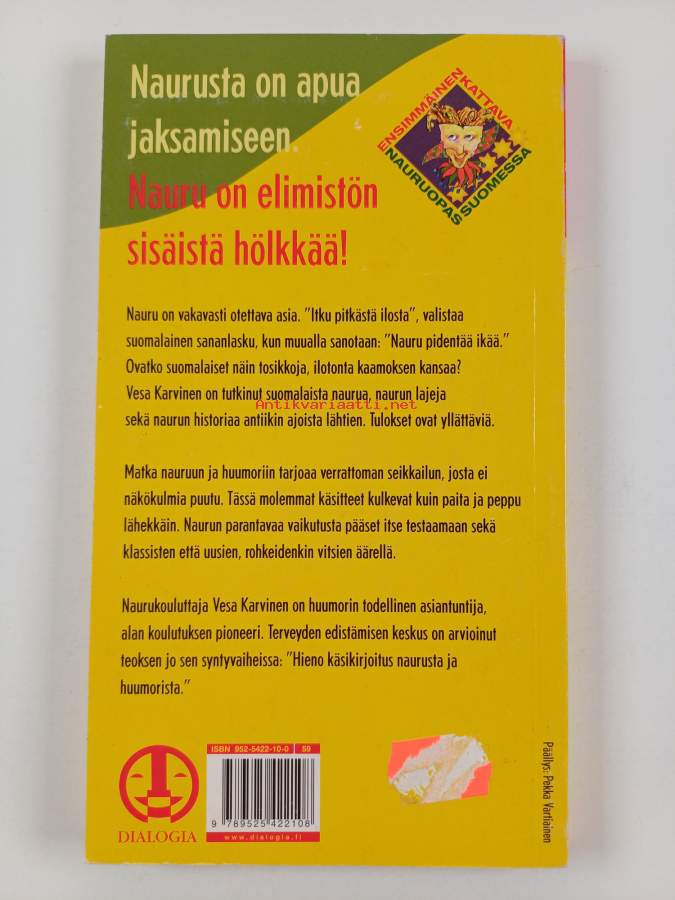 Naurusta on apua
jaksamiseen.
Nauru on elimistön
sisäistä hölkkää!
ENSIMMÄINEN
KATTAVA
NAURUOPAS
SUOMESSA
Nauru on vakavasti otettava asia. ”Itku pitkästä ilosta”, valistaa
suomalainen sananlasku, kun muualla sanotaan: ”Nauru pidentää ikää.”
Ovatko suomalaiset näin tosikkoja, ilotonta kaamoksen kansaa?
Vesa Karvinen on tutkinut suomalaista naurua, naurun lajeja
Antikvariaatti.net
sekä naurun historiaa antiikin ajoista lähtien. Tulokset ovat yllättäviä.
Matka nauruun ja huumoriin tarjoaa verrattoman seikkailun, josta ei
näkökulmia puutu. Tässä molemmat käsitteet kulkevat kuin paita ja peppu
lähekkäin. Naurun parantavaa vaikutusta pääset itse testaamaan sekä
klassisten että uusien, rohkeidenkin vitsien äärellä.
Naurukouluttaja Vesa Karvinen on huumorin todellinen asiantuntija,
alan koulutuksen pioneeri. Terveyden edistämisen keskus on arvioinut
teoksen jo sen syntyvaiheissa: ”Hieno käsikirjoitus naurusta ja
huumorista.”
DIALOGIA
ISBN 952-5422-10-0 59
9 789525 422108
www.dialogia.fi
Päällys: Pekka Vartiainen